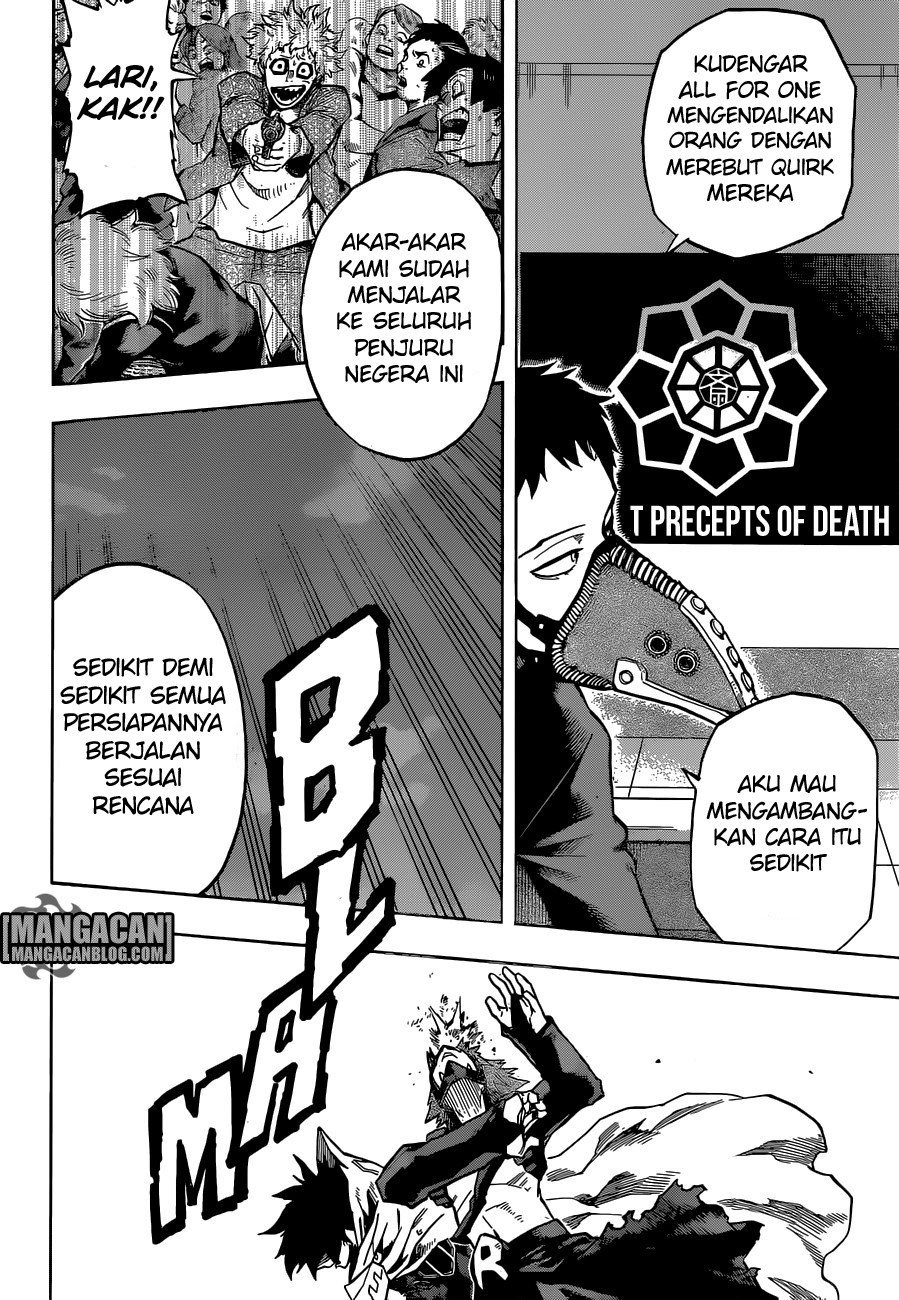 KUDENGAR
ALL FOR ONE
MENGENDALIKAN
ORANG DENGAN
MEREBUT QUIRK
MEREKA
T PRECEPTS OF DEATH
AKU MAU
MENGAMBANG-
KAN CARA ITU
SEDIKIT
LARI,
KAK!!
AKAR-AKAR
KAMI SUDAH
MENJALAR
KE SELURUH
PENJURU
NEGERA INI
SEDIKIT DEMI
SEDIKIT SEMUA
PERSIAPANNYA
BERJALAN
SESUAI
RENCANA
BLAM
MANGACAN
MANGACANBLOG.COM
R